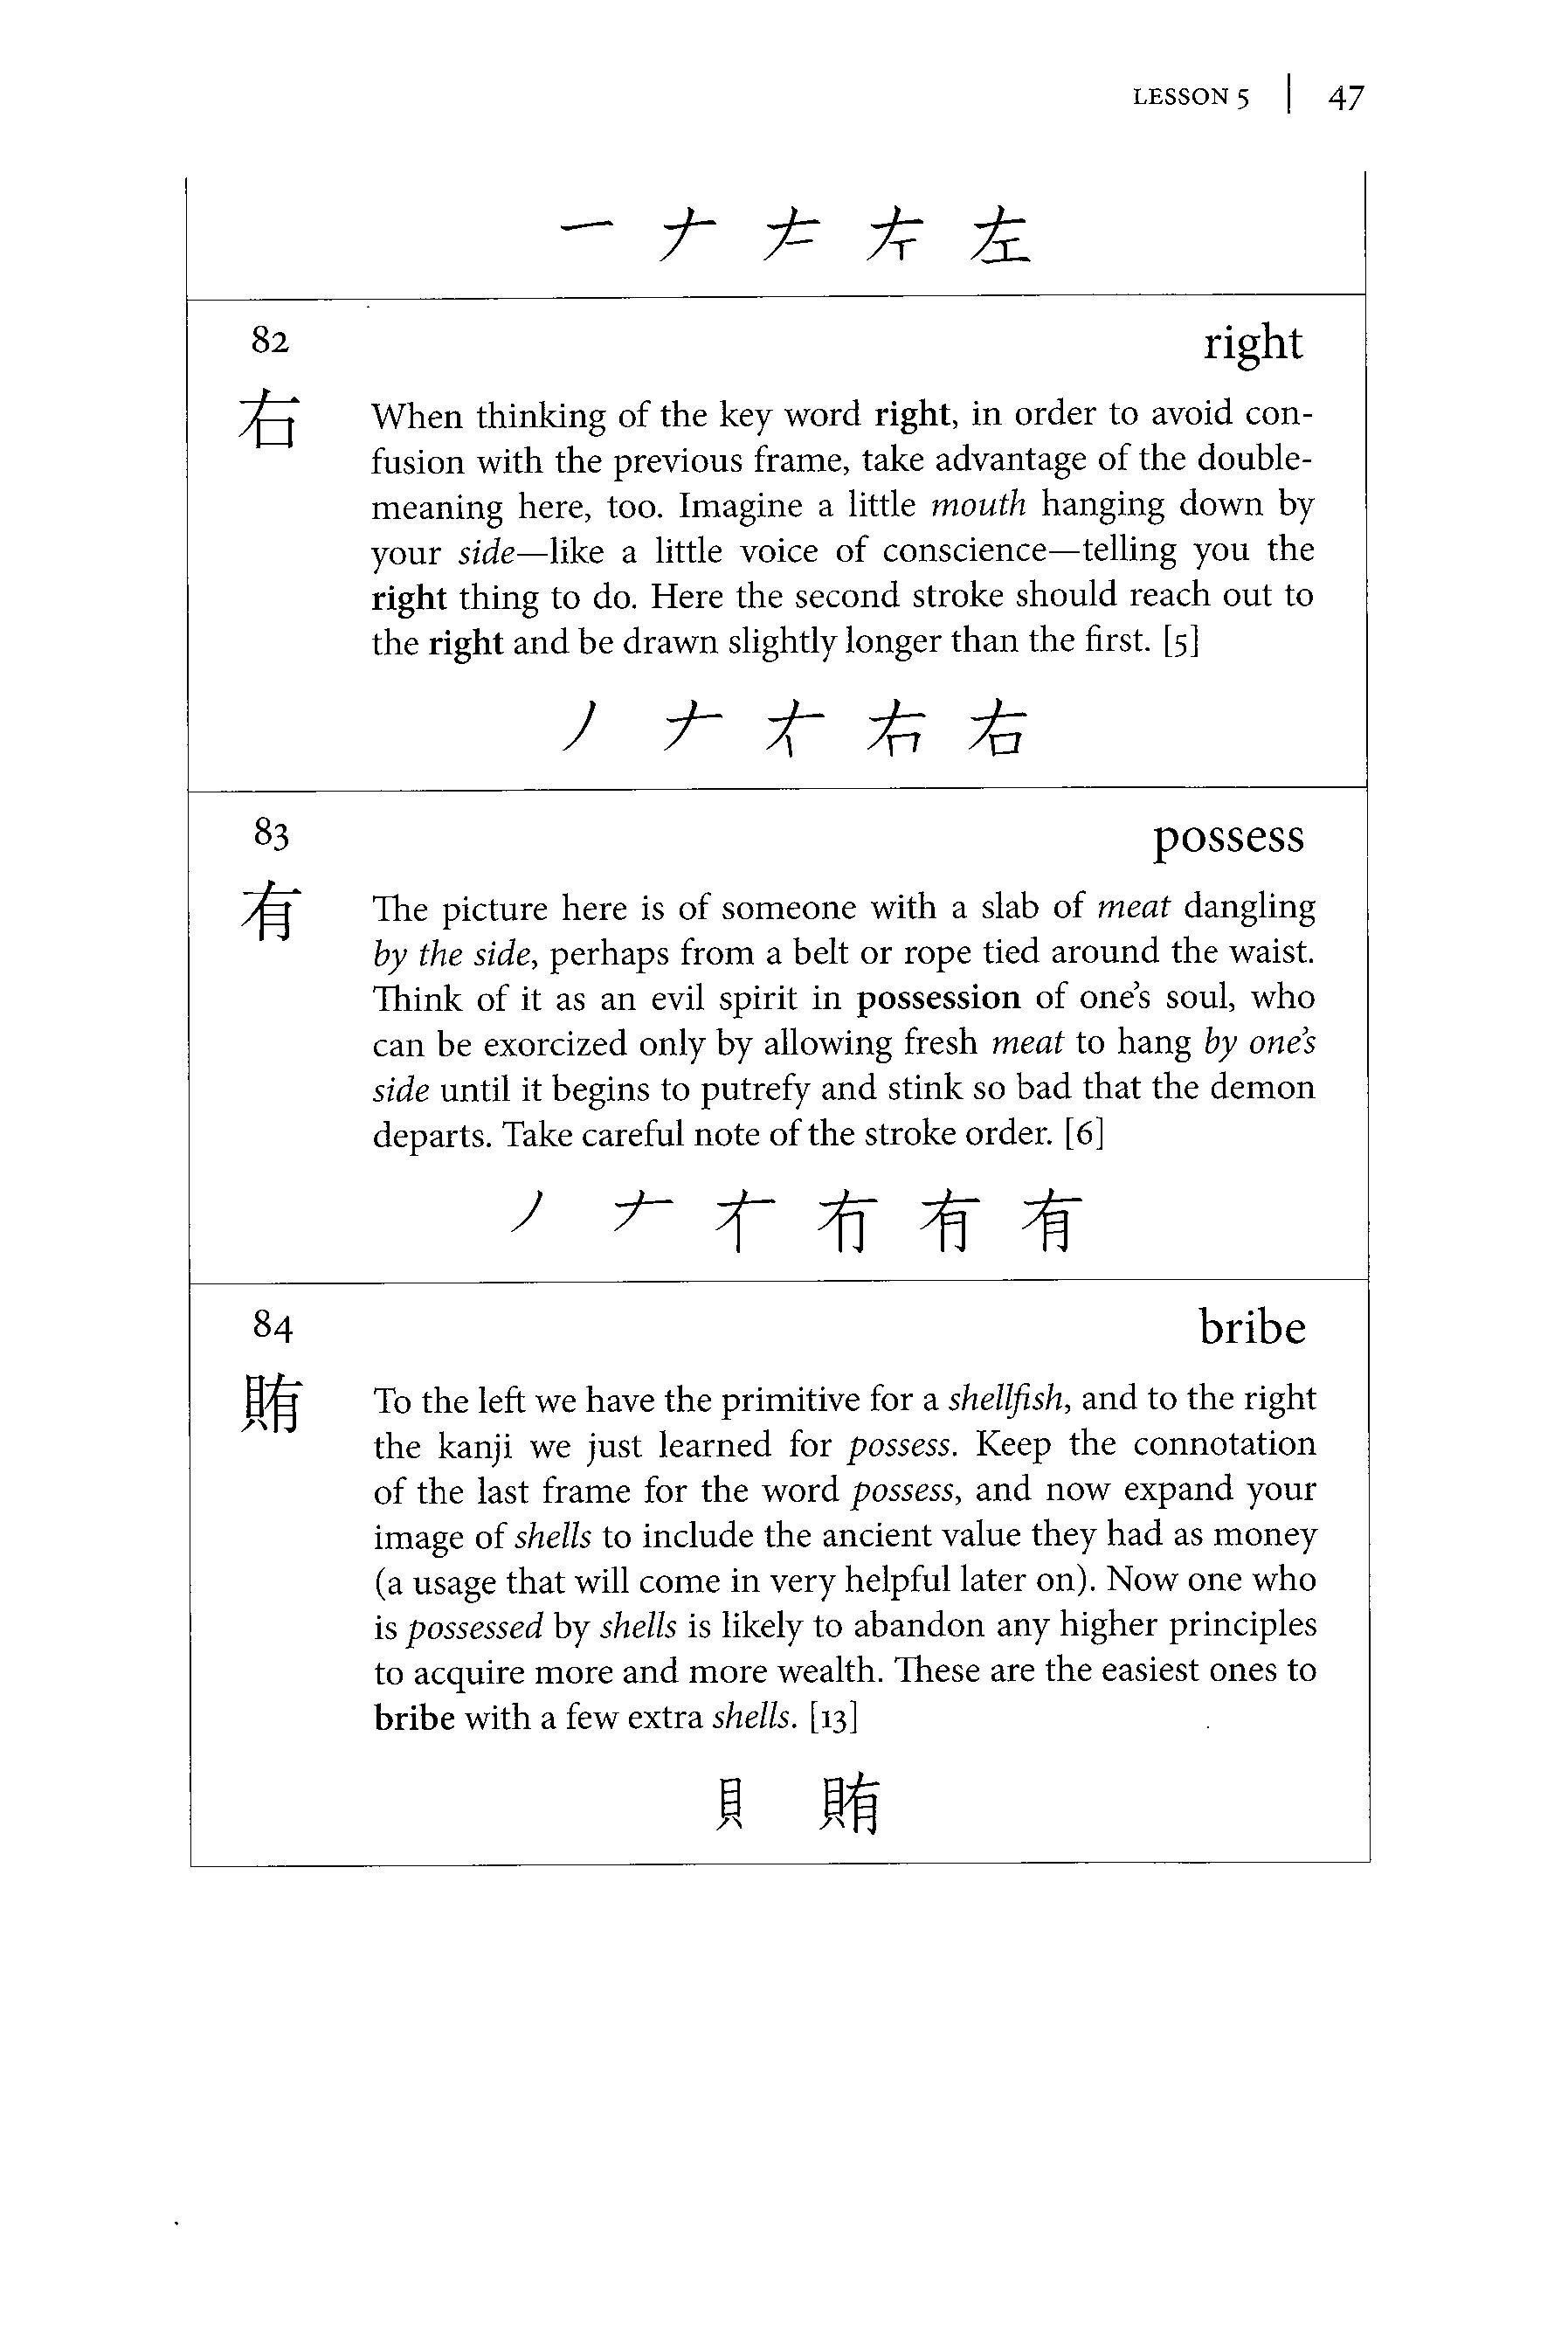 LESSON 5 | 47
一 ナ 𠂇 左 左
82 right
右 When thinking of the key word right, in order to avoid con-
fusion with the previous frame, take advantage of the double-
meaning here, too. Imagine a little mouth hanging down by
your side—like a little voice of conscience—telling you the
right thing to do. Here the second stroke should reach out to
the right and be drawn slightly longer than the first. [5]
ノ ナ 右
83 possess
有 The picture here is of someone with a slab of meat dangling
by the side, perhaps from a belt or rope tied around the waist.
Think of it as an evil spirit in possession of one's soul, who
can be exorcized only by allowing fresh meat to hang by one's
side until it begins to putrefy and stink so bad that the demon
departs. Take careful note of the stroke order. [6]
ノ ナ 有
84 bribe
賄 To the left we have the primitive for a shellfish, and to the right
the kanji we just learned for possess. Keep the connotation
of the last frame for the word possess, and now expand your
image of shells to include the ancient value they had as money
(a usage that will come in very helpful later on). Now one who
is possessed by shells is likely to abandon any higher principles
to acquire more and more wealth. These are the easiest ones to
bribe with a few extra shells. [13]
貝 賄